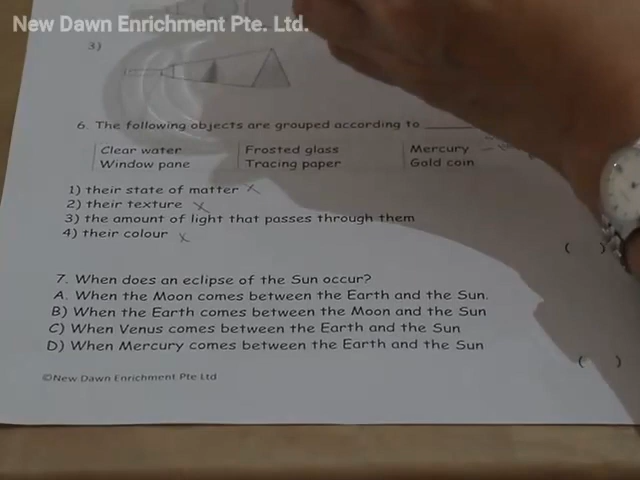 New Dawn Enrichment Pte. Ltd.
3)
6. The following objects are grouped according to ______
Clear water
Window pane
Frosted glass
Tracing paper
Mercury
Gold coin
1) their state of matter x
2) their texture x
3) the amount of light that passes through them
4) their colour x
( )
7. When does an eclipse of the Sun occur?
A. When the Moon comes between the Earth and the Sun.
B) When the Earth comes between the Moon and the Sun
C) When Venus comes between the Earth and the Sun
D) When Mercury comes between the Earth and the Sun
( )
©New Dawn Enrichment Pte Ltd